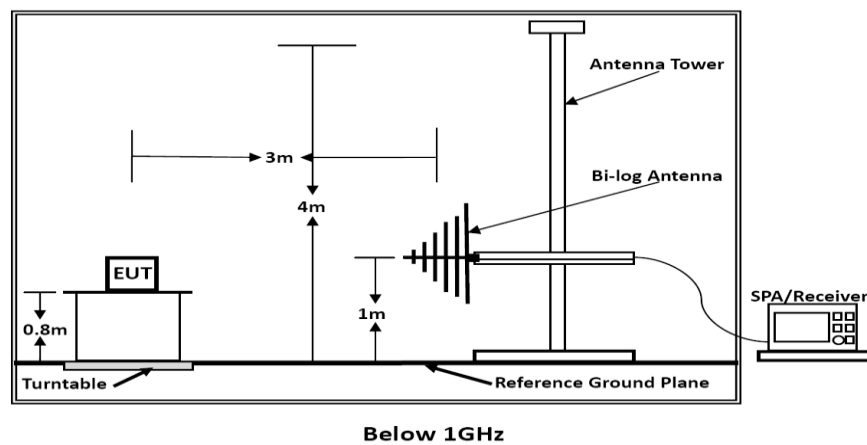 Antenna Tower
3m
Bi-log Antenna
4m
EUT
SPA/Receiver
0.8m
1m
Turntable
Reference Ground Plane
Below 1GHz